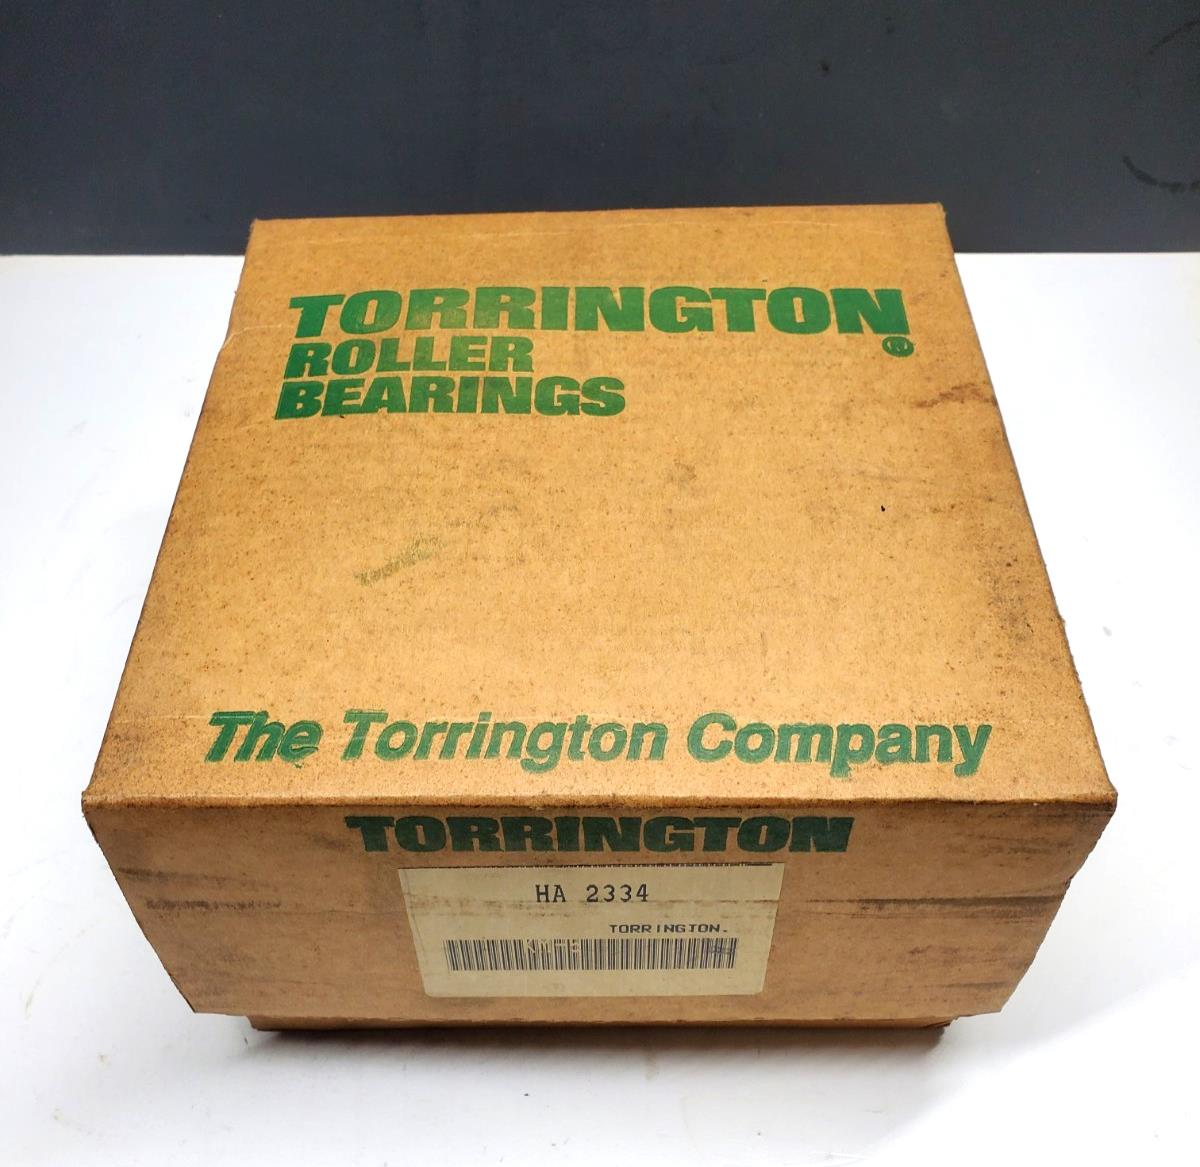 TORRINGTON
®
ROLLER
BEARINGS
The Torrington Company
TORRINGTON
HA 2334
TORRINGTON.